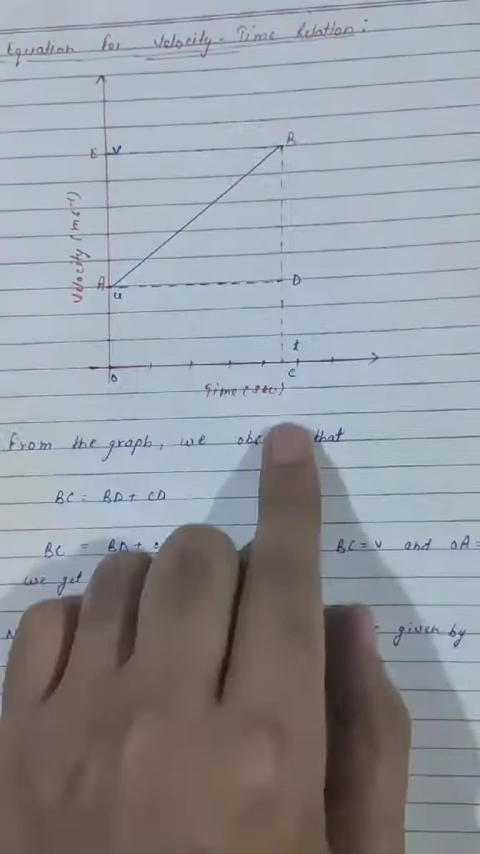 Equation for Velocity-Time Relation:
E V B
Velocity (ms⁻¹)
A u D
t
O C
Time (sec)
From the graph, we that
BC = BD + CD
BC = BD + BC = V and OA =
we get
given by